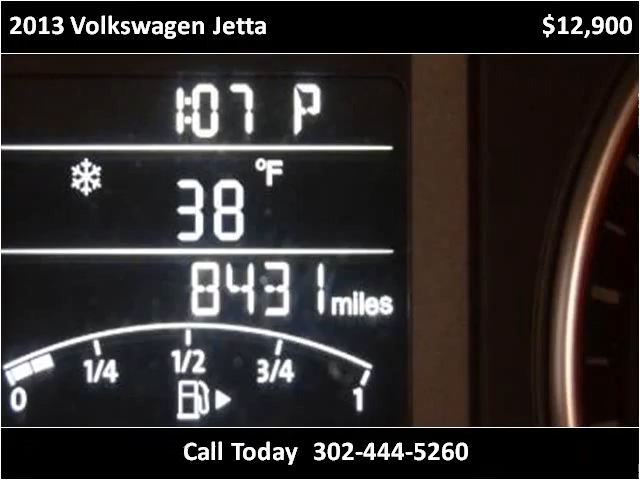 2013 Volkswagen Jetta $12,900
1:07 P
°F
38
8431 miles
0 1/4 1/2 3/4 1
Call Today 302-444-5260